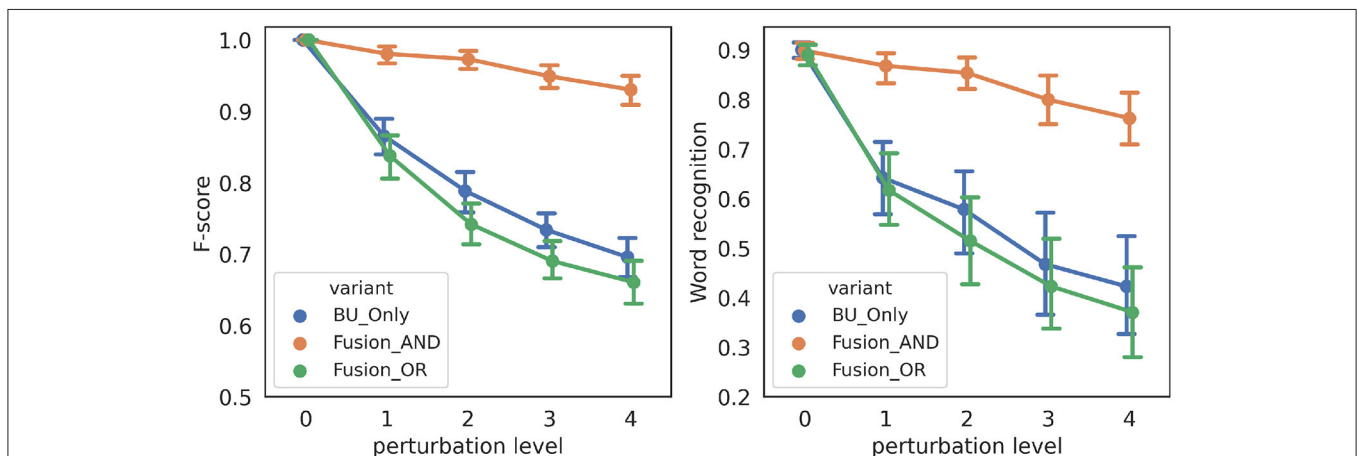 F-score
1.0
0.9
0.8
0.7
0.6
0.5
variant
BU_Only
Fusion_AND
Fusion_OR
0 1 2 3 4
perturbation level
Word recognition
0.9
0.8
0.7
0.6
0.5
0.4
0.3
0.2
variant
BU_Only
Fusion_AND
Fusion_OR
0 1 2 3 4
perturbation level